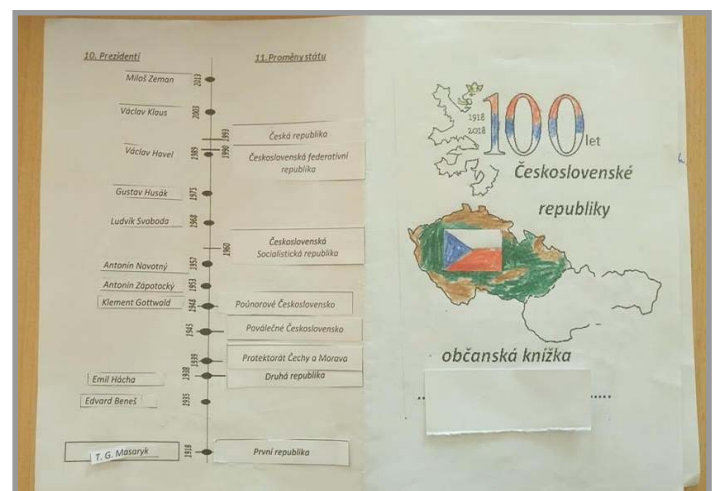 10. Prezidenti
11. Proměny státu
Miloš Zeman
2013
Václav Klaus
2003
1993
Česká republika
Václav Havel
1989
1990
Československá federativní
republika
Gustav Husák
1975
Ludvík Svoboda
1968
1960
Československá
Socialistická republika
Antonín Novotný
1957
Antonín Zápotocký
1953
Klement Gottwald
1948
Poúnorové Československo
1945
Poválečné Československo
1939
Protektorát Čechy a Morava
Emil Hácha
1938
Druhá republika
Edvard Beneš
1935
T. G. Masaryk
1918
První republika
1918
2018
100 let
Československé
republiky
občanská knížka